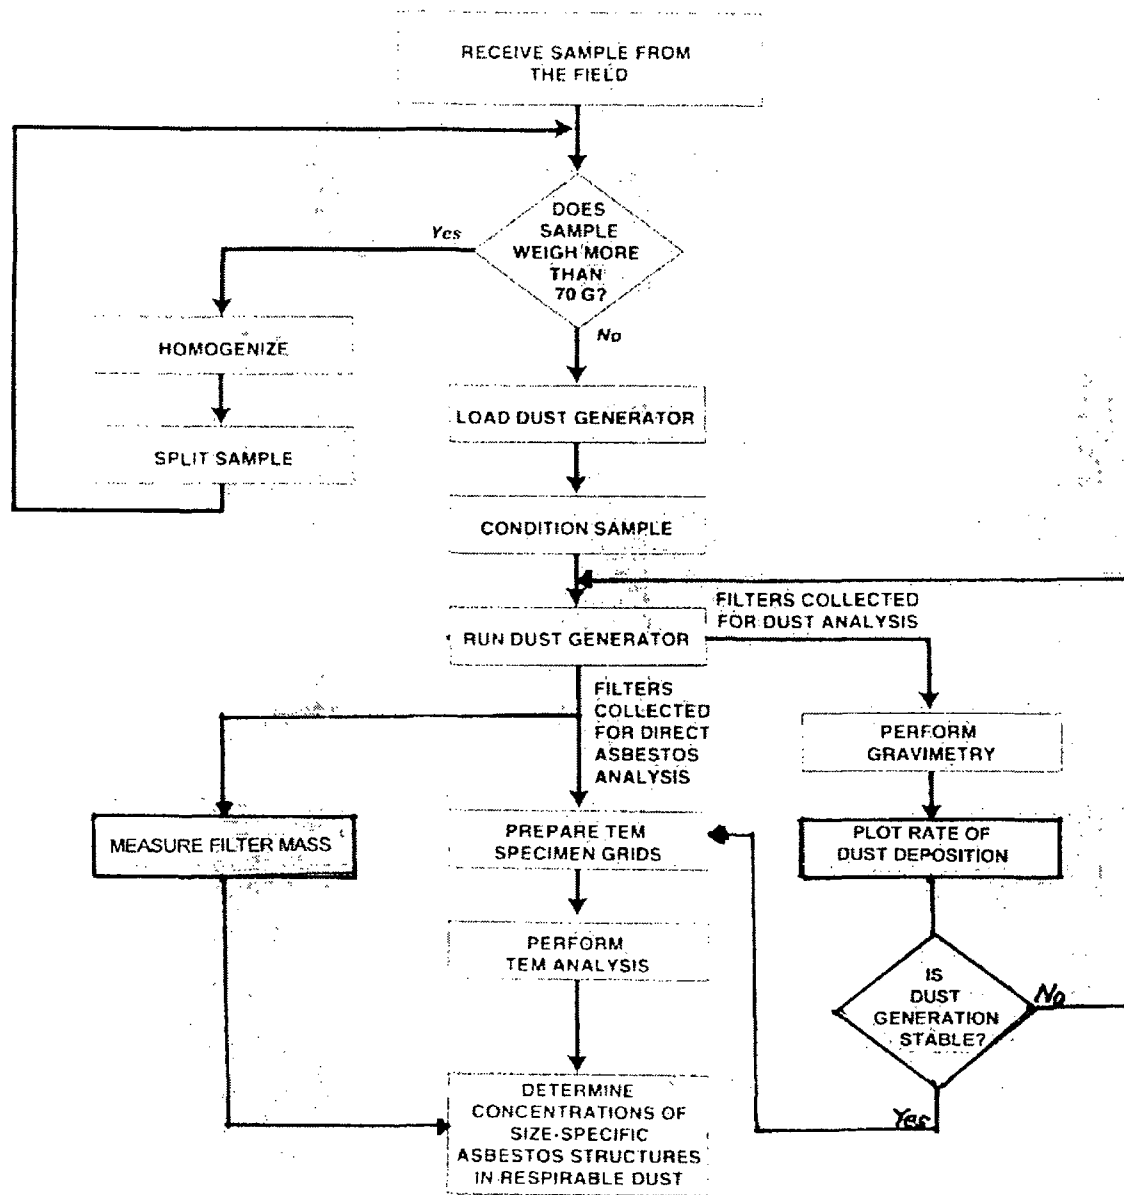 RECEIVE SAMPLE FROM
THE FIELD
DOES
SAMPLE
WEIGH MORE
THAN
70 G?
Yes
No
HOMOGENIZE
SPLIT SAMPLE
LOAD DUST GENERATOR
CONDITION SAMPLE
RUN DUST GENERATOR
FILTERS COLLECTED
FOR DUST ANALYSIS
FILTERS
COLLECTED
FOR DIRECT
ASBESTOS
ANALYSIS
PERFORM
GRAVIMETRY
MEASURE FILTER MASS
PREPARE TEM
SPECIMEN GRIDS
PLOT RATE OF
DUST DEPOSITION
PERFORM
TEM ANALYSIS
IS
DUST
GENERATION
STABLE?
No
Yes
DETERMINE
CONCENTRATIONS OF
SIZE-SPECIFIC
ASBESTOS STRUCTURES
IN RESPIRABLE DUST